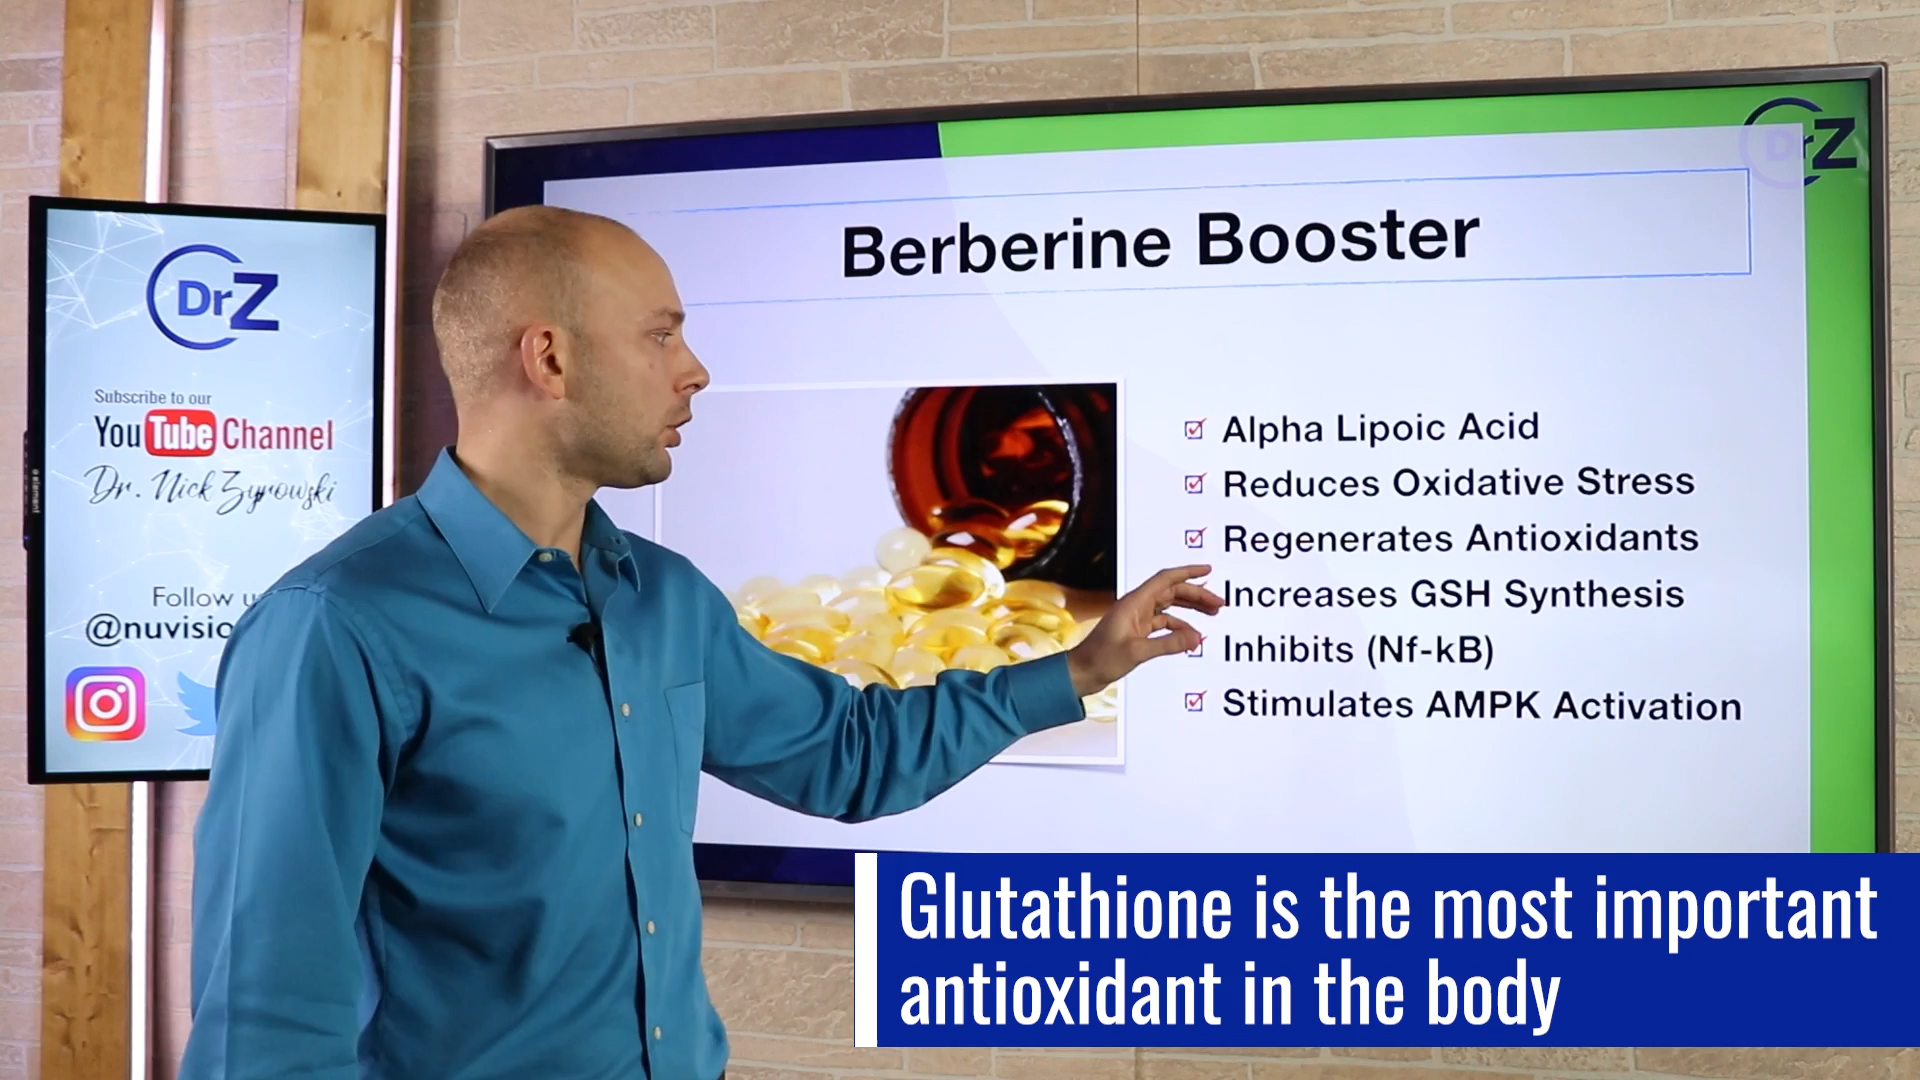 DrZ
Subscribe to our
YouTube Channel
Dr. Nick Zyrowski
Follow
@nuvisio
element
DrZ
Berberine Booster
Alpha Lipoic Acid
Reduces Oxidative Stress
Regenerates Antioxidants
Increases GSH Synthesis
Inhibits (Nf-kB)
Stimulates AMPK Activation
Glutathione is the most important
antioxidant in the body